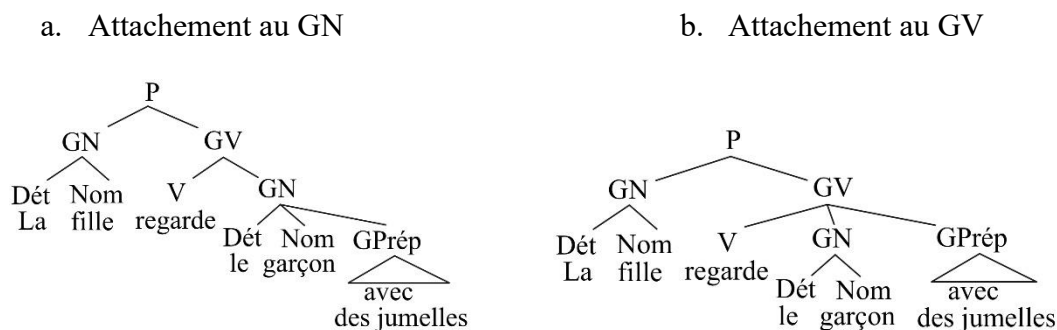 a. Attachement au GN
P
GN GV
Dét Nom V GN
La fille regarde
Dét Nom GPrép
le garçon
avec
des jumelles
b. Attachement au GV
P
GN GV
Dét Nom V GN GPrép
La fille regarde
Dét Nom avec
le garçon des jumelles